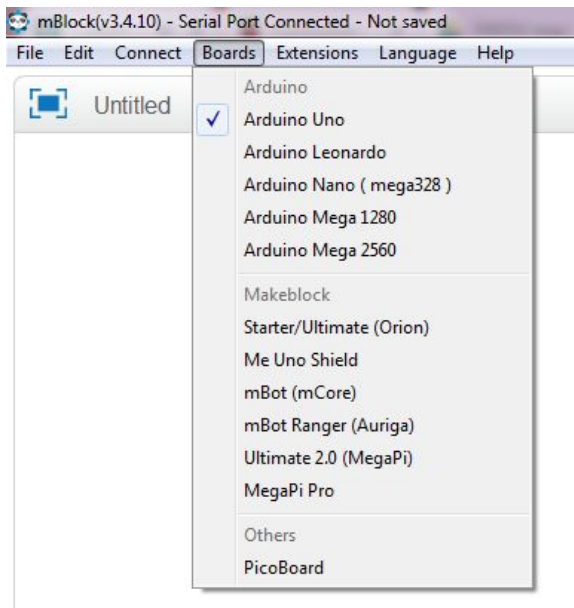 mBlock(v3.4.10) - Serial Port Connected - Not saved
File Edit Connect Boards Extensions Language Help
Untitled
Arduino
✓ Arduino Uno
Arduino Leonardo
Arduino Nano ( mega328 )
Arduino Mega 1280
Arduino Mega 2560
Makeblock
Starter/Ultimate (Orion)
Me Uno Shield
mBot (mCore)
mBot Ranger (Auriga)
Ultimate 2.0 (MegaPi)
MegaPi Pro
Others
PicoBoard